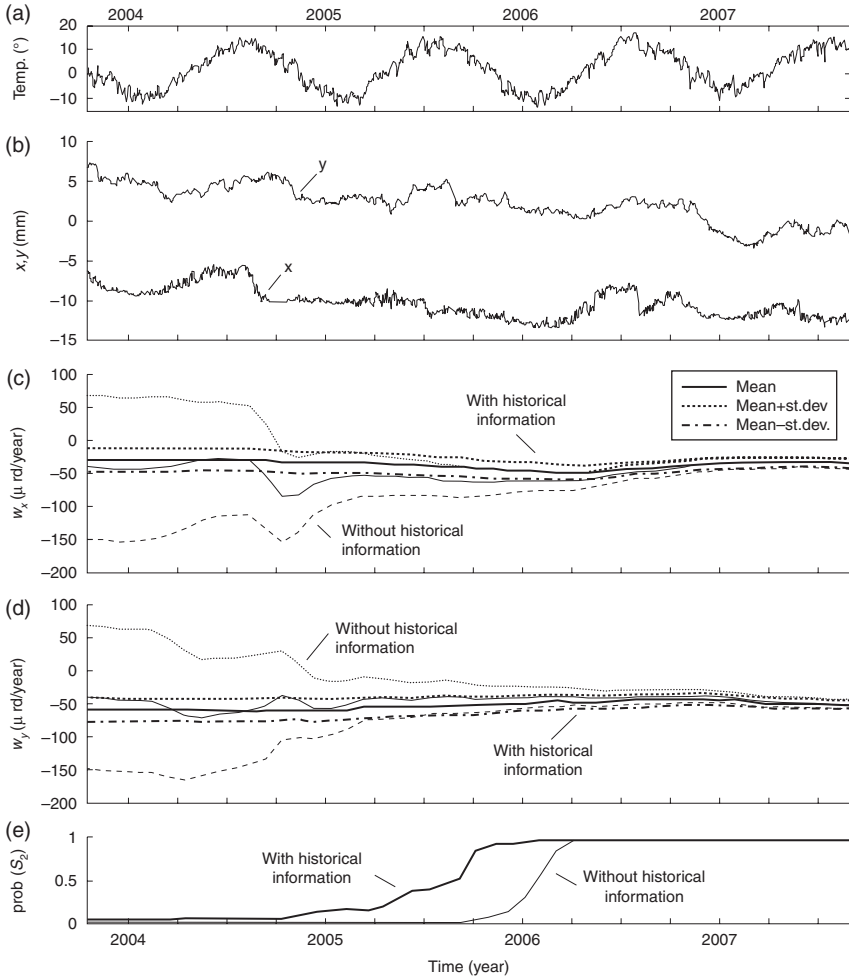 (a)
2004 2005 2006 2007
20
10
0
−10
Temp. (°)
(b)
10
5
0
−5
−10
−15
x,y (mm)
y
x
(c)
100
50
0
−50
−100
−150
−200
w_x (μ rd/year)
With historical
information
Without historical
information
Mean
Mean+st.dev
Mean−st.dev.
(d)
100
50
0
−50
−100
−150
−200
w_y (μ rd/year)
Without historical
information
With historical
information
(e)
1
0.5
0
prob (S₂)
With historical
information
Without historical
information
2004 2005 2006 2007
Time (year)